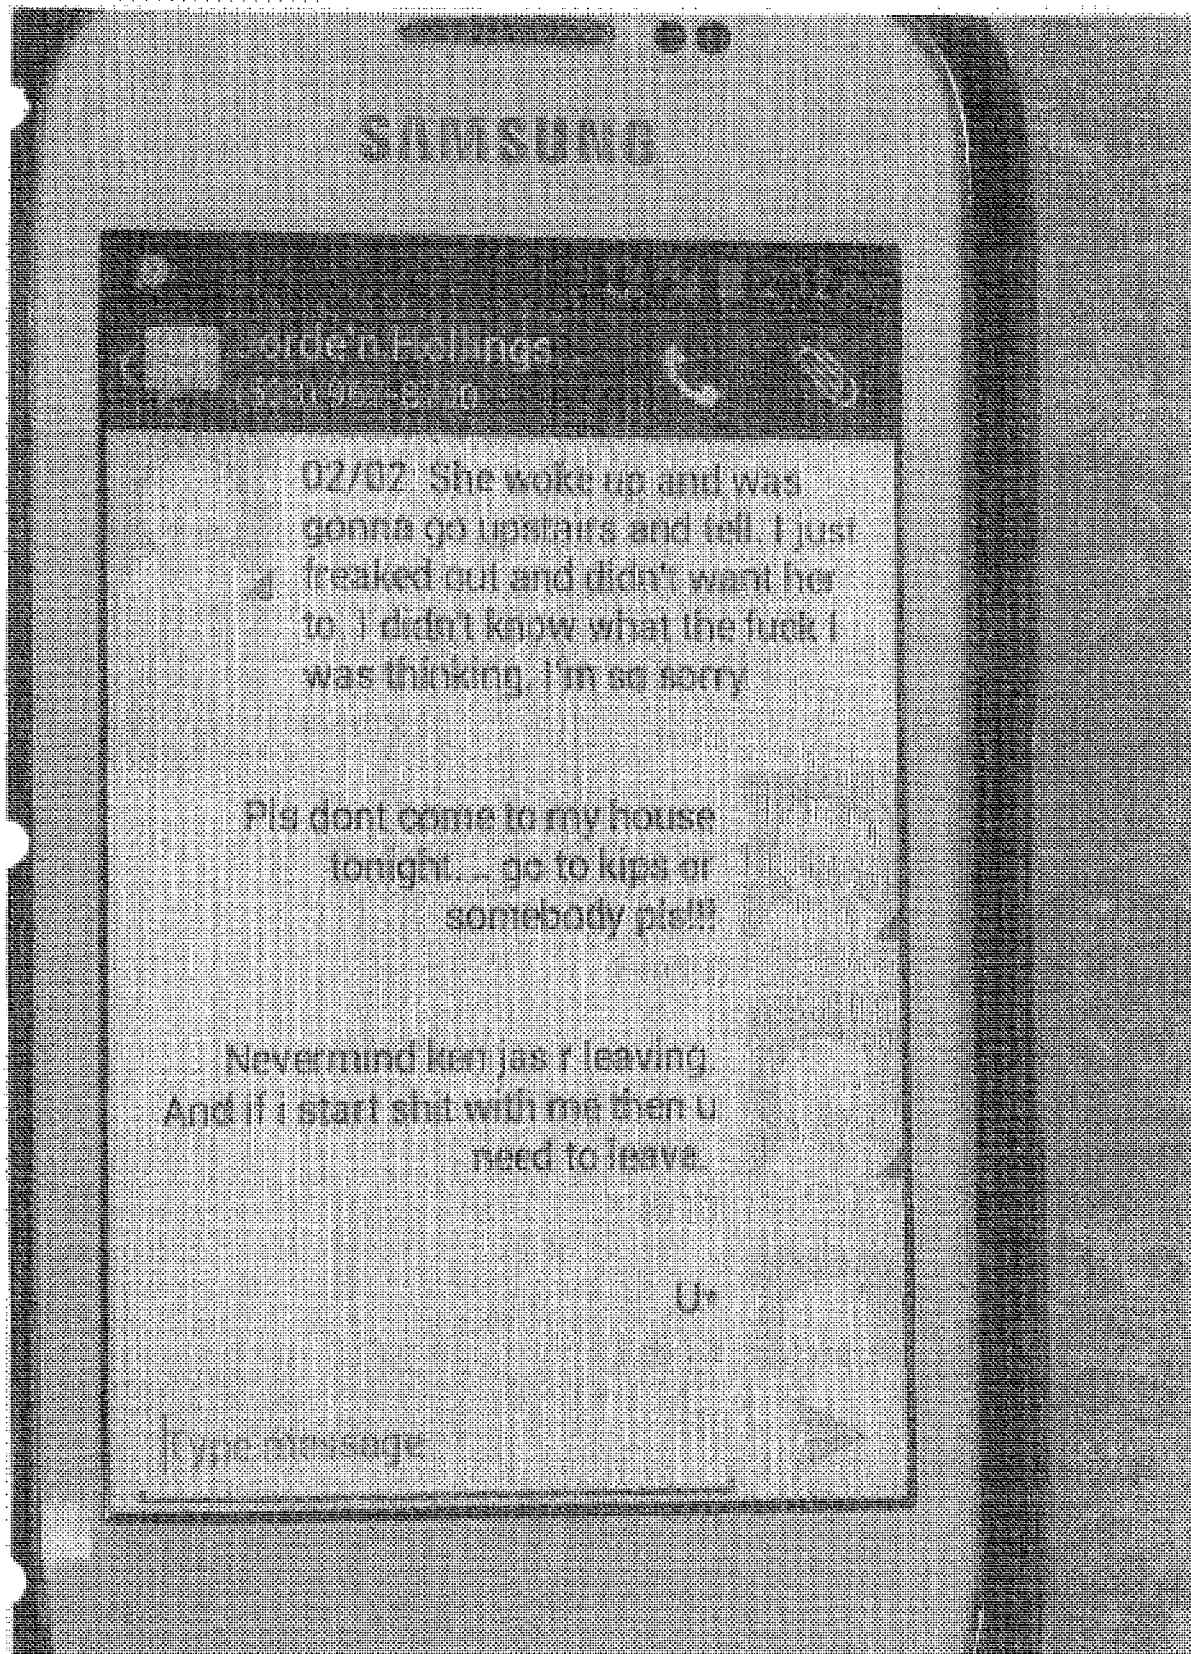 SAMSUNG
02/02 She woke up and was
gonna go upstairs and tell. I just
freaked out and didn't want her
to. I didn't know what the fuck I
was thinking, I'm so sorry
Pls dont come to my house
tonight.... go to kips or
somebody pls!!!
Nevermind ken jas r leaving.
And if i start shit with me then u
need to leave.
Type message